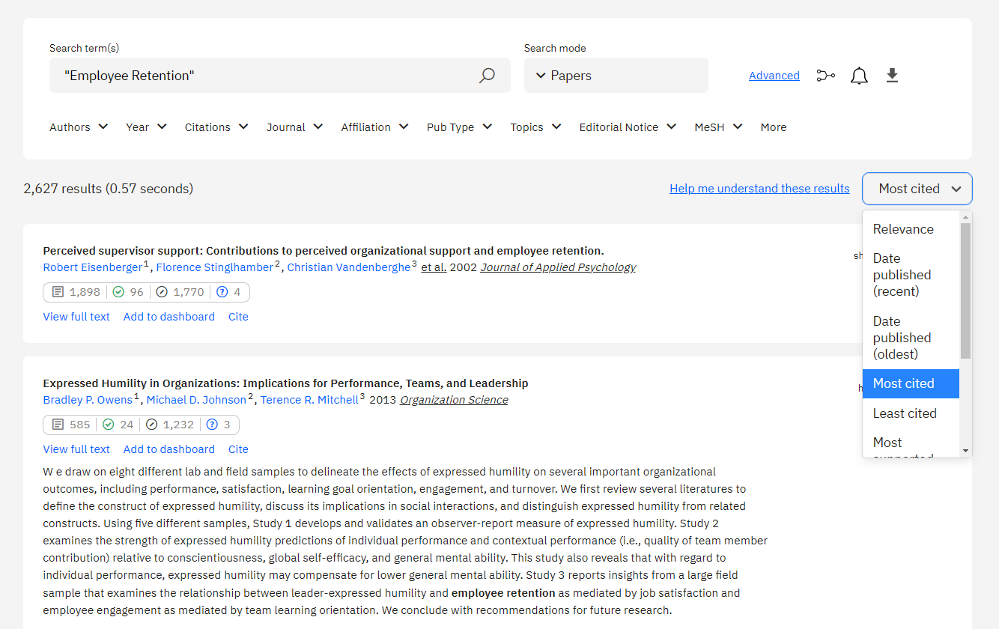 Search term(s)
Search mode
"Employee Retention"
Papers
Advanced
Authors Year Citations Journal Affiliation Pub Type Topics Editorial Notice MeSH More
2,627 results (0.57 seconds)
Help me understand these results
Most cited
Relevance
Date
published
(recent)
Date
published
(oldest)
Most cited
Least cited
Most
supported
Perceived supervisor support: Contributions to perceived organizational support and employee retention.
Robert Eisenberger 1, Florence Stinglhamber 2, Christian Vandenberghe 3 et al. 2002 Journal of Applied Psychology
sh
1,898 96 1,770 4
View full text Add to dashboard Cite
Expressed Humility in Organizations: Implications for Performance, Teams, and Leadership
Bradley P. Owens 1, Michael D. Johnson 2, Terence R. Mitchell 3 2013 Organization Science
h
585 24 1,232 3
View full text Add to dashboard Cite
W e draw on eight different lab and field samples to delineate the effects of expressed humility on several important organizational
outcomes, including performance, satisfaction, learning goal orientation, engagement, and turnover. We first review several literatures to
define the construct of expressed humility, discuss its implications in social interactions, and distinguish expressed humility from related
constructs. Using five different samples, Study 1 develops and validates an observer-report measure of expressed humility. Study 2
examines the strength of expressed humility predictions of individual performance and contextual performance (i.e., quality of team member
contribution) relative to conscientiousness, global self-efficacy, and general mental ability. This study also reveals that with regard to
individual performance, expressed humility may compensate for lower general mental ability. Study 3 reports insights from a large field
sample that examines the relationship between leader-expressed humility and employee retention as mediated by job satisfaction and
employee engagement as mediated by team learning orientation. We conclude with recommendations for future research.